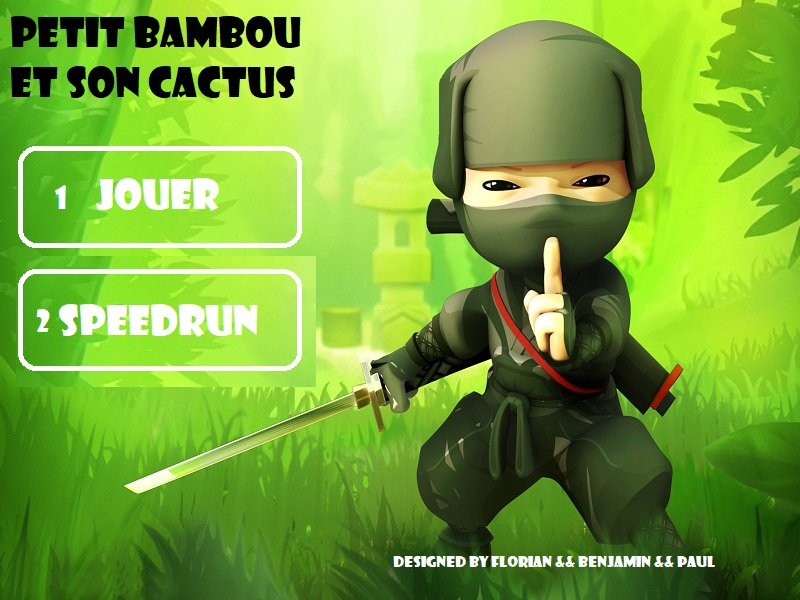 PETIT BAMBOU
ET SON CACTUS
1 JOUER
2 SPEEDRUN
DESIGNED BY FLORIAN && BENJAMIN && PAUL